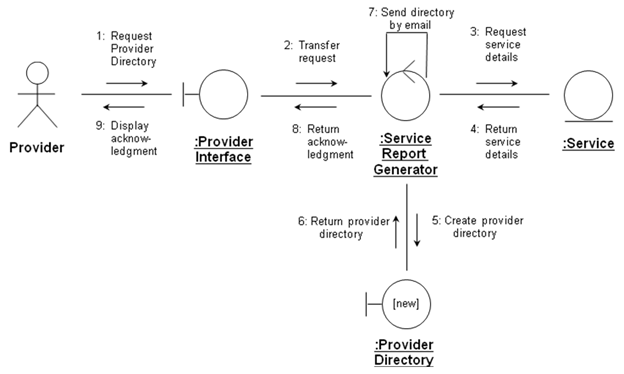 1: Request
Provider
Directory
2: Transfer
request
7: Send directory
by email
3: Request
service
details
9: Display
acknow-
ledgment
8: Return
acknow-
ledgment
4: Return
service
details
Provider
:Provider
Interface
:Service
Report
Generator
:Service
6: Return provider
directory
5: Create provider
directory
[new]
:Provider
Directory